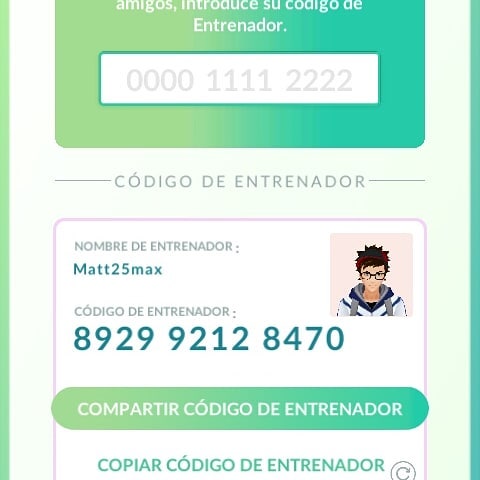 amigos, introduce su código de
Entrenador.
0000 1111 2222
CÓDIGO DE ENTRENADOR
NOMBRE DE ENTRENADOR :
Matt25max
CÓDIGO DE ENTRENADOR :
8929 9212 8470
COMPARTIR CÓDIGO DE ENTRENADOR
COPIAR CÓDIGO DE ENTRENADOR